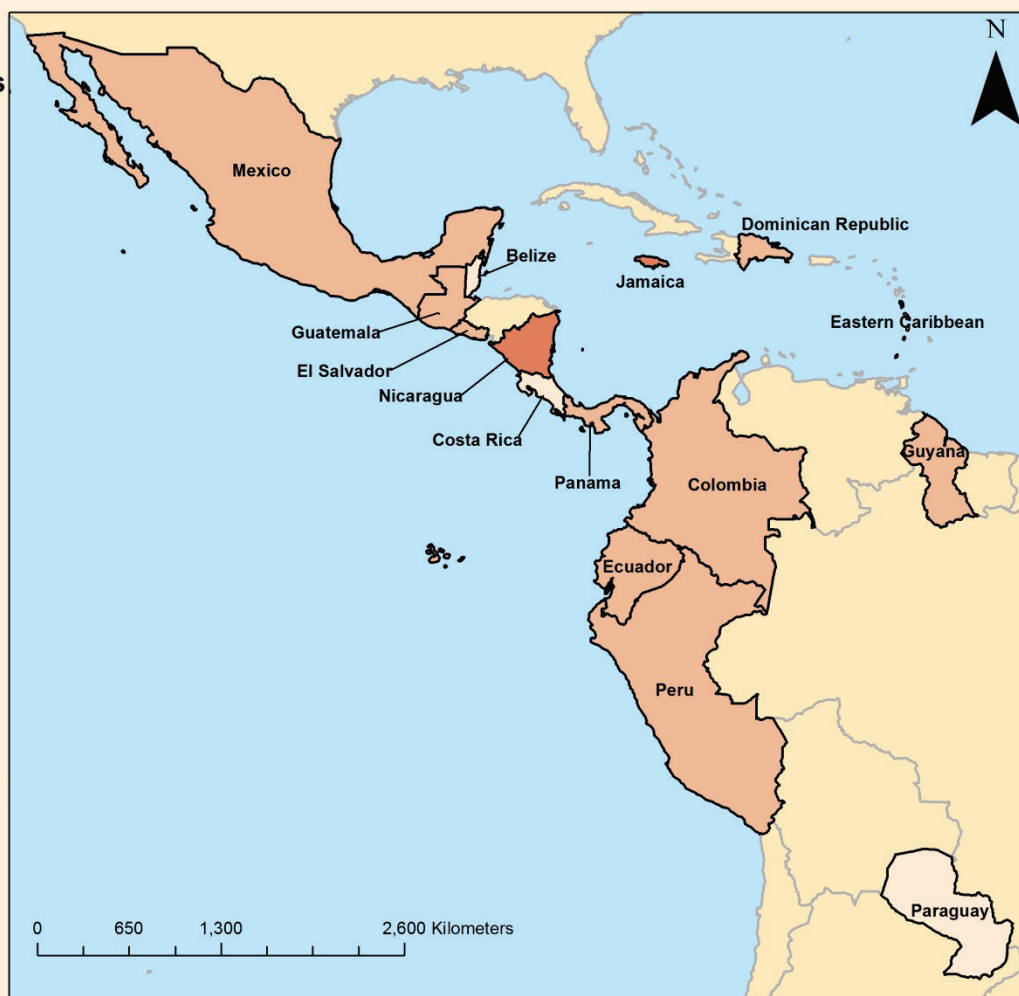 N
s
Mexico
Dominican Republic
Belize
Jamaica
Guatemala
Eastern Caribbean
El Salvador
Nicaragua
Costa Rica
Guyana
Panama
Colombia
Ecuador
Peru
Paraguay
0 650 1,300 2,600 Kilometers